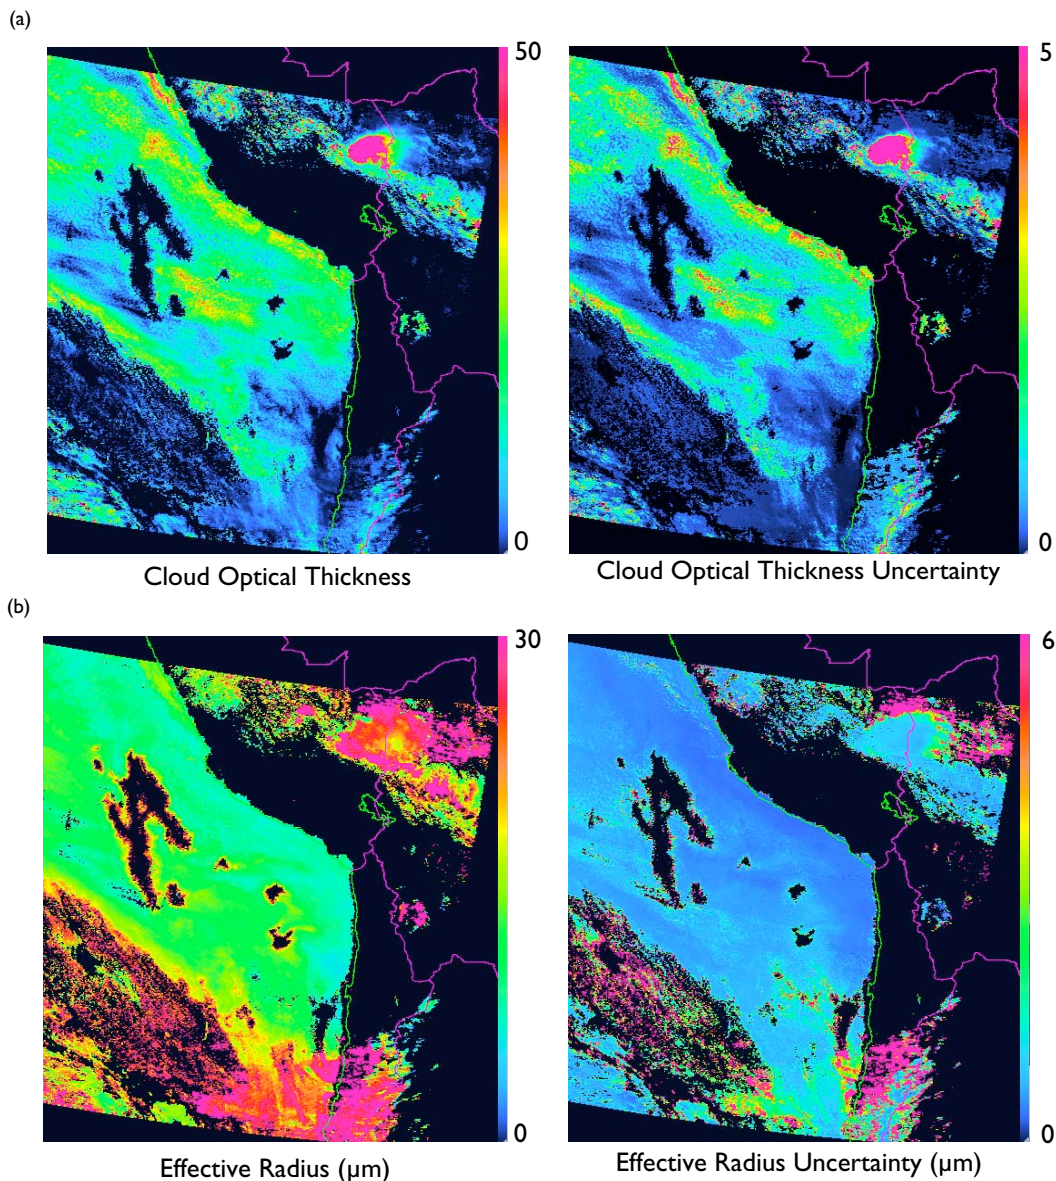 (a)
50
0
Cloud Optical Thickness
5
0
Cloud Optical Thickness Uncertainty
(b)
30
0
Effective Radius (μm)
6
0
Effective Radius Uncertainty (μm)